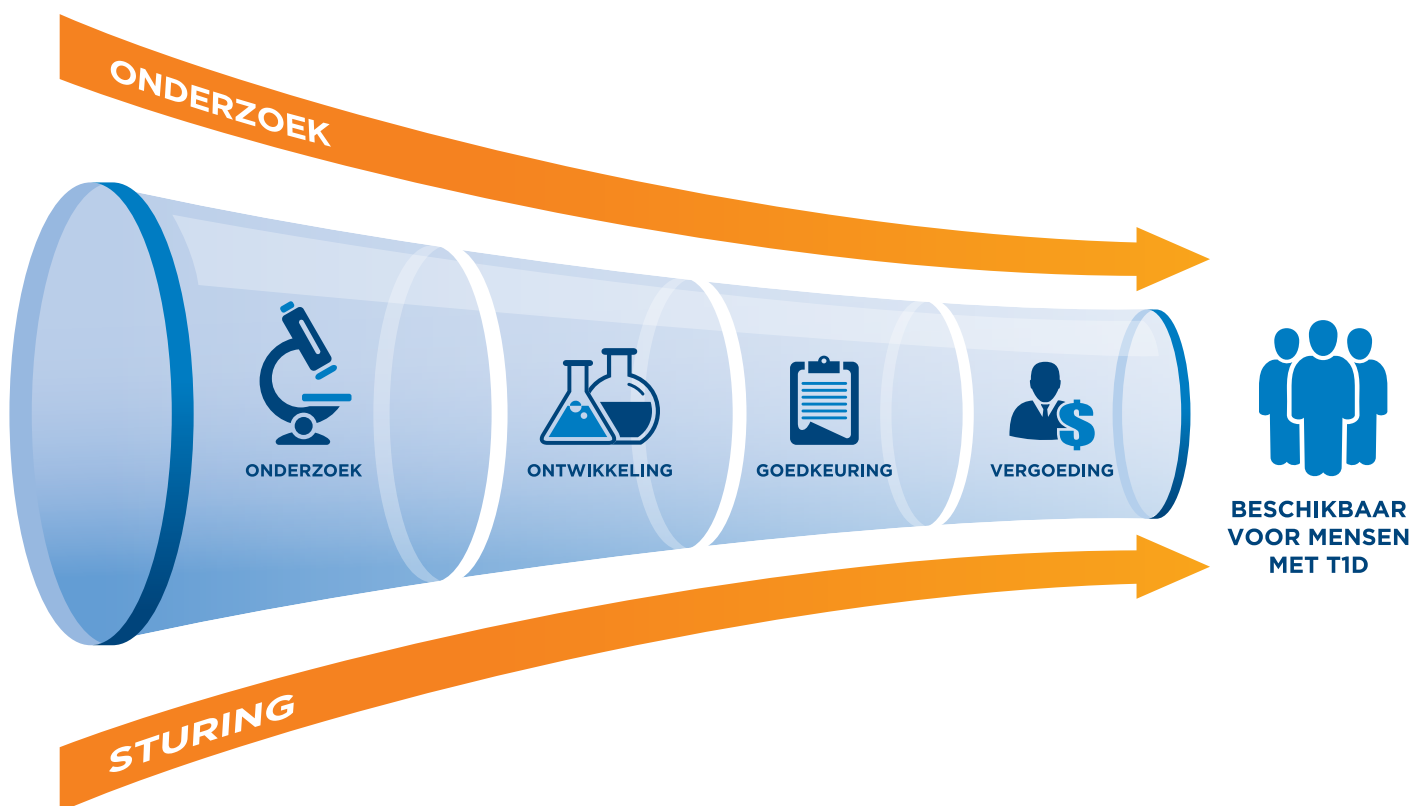 ONDERZOEK
ONDERZOEK
ONTWIKKELING
GOEDKEURING
VERGOEDING
$
BESCHIKBAAR
VOOR MENSEN
MET T1D
STURING